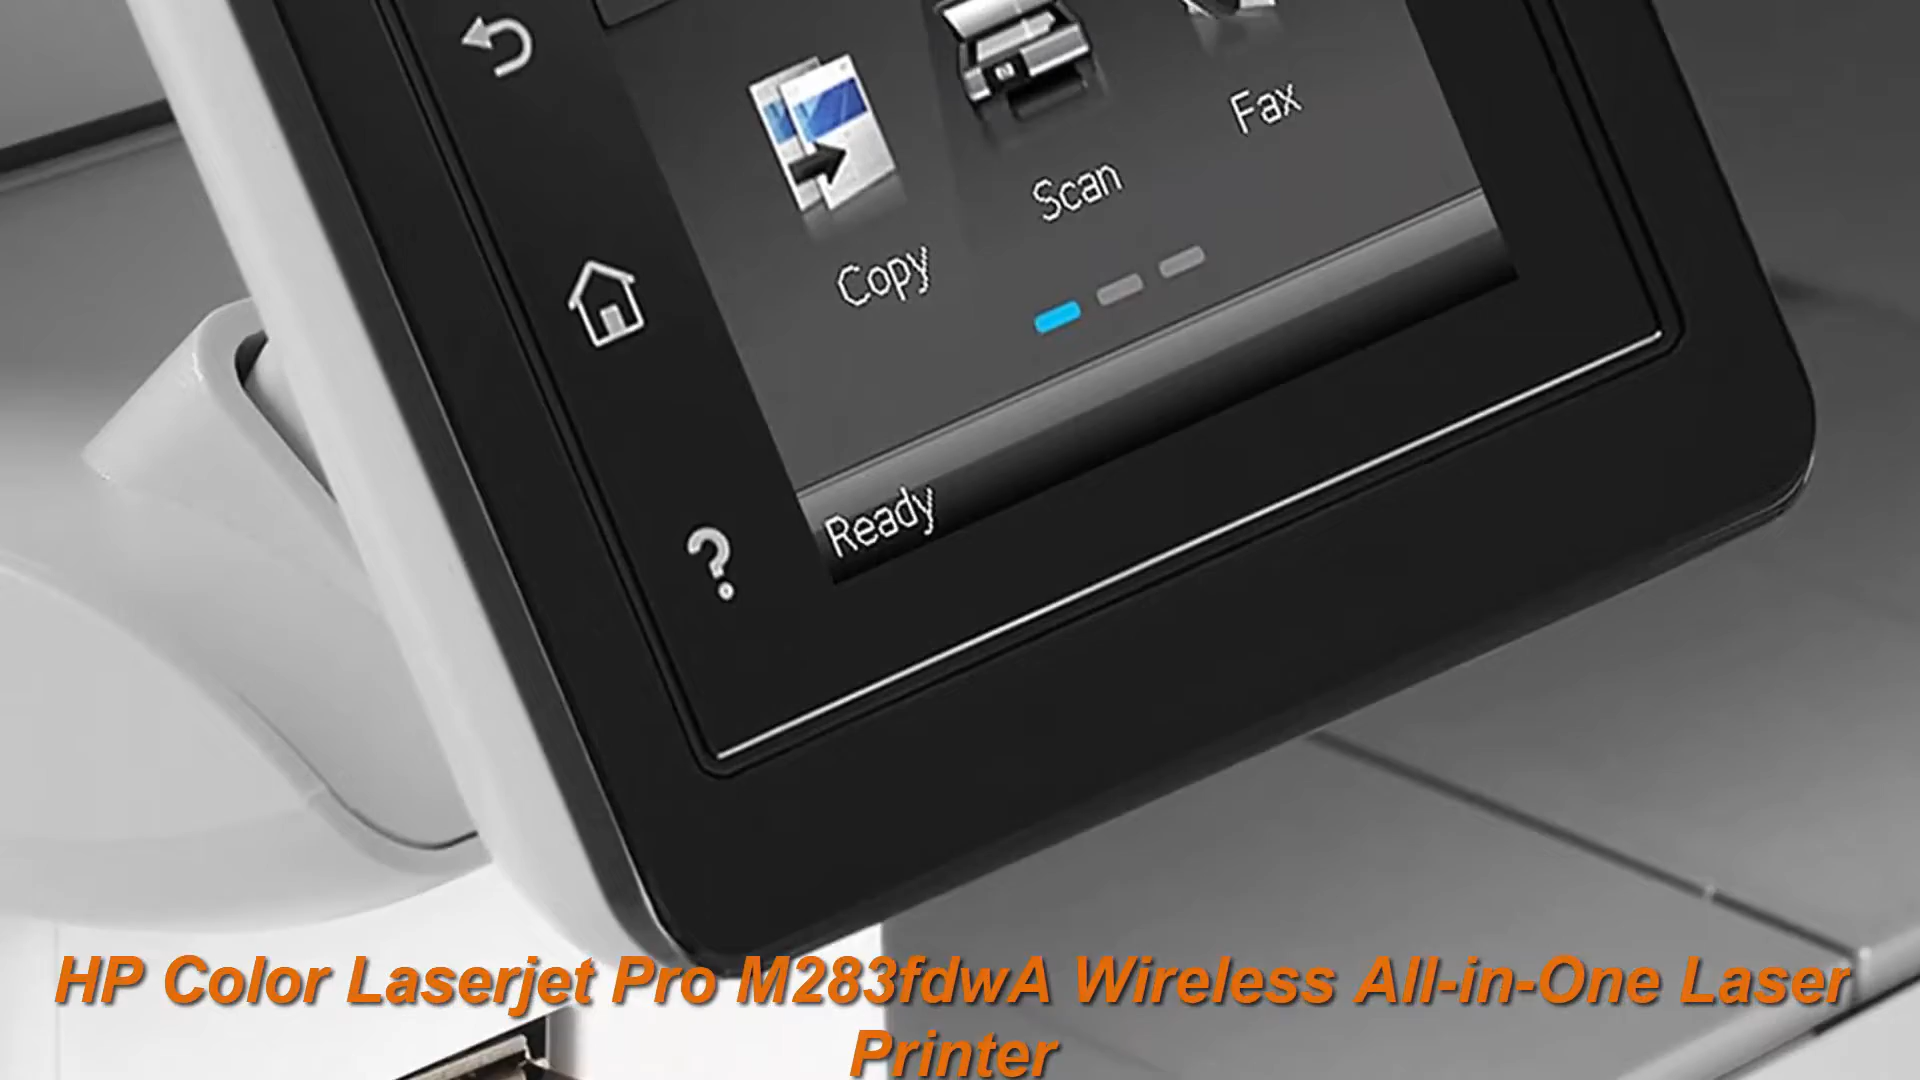 Fax
Scan
Copy
Ready
HP Color Laserjet Pro M283fdwA Wireless All-in-One Laser
Printer